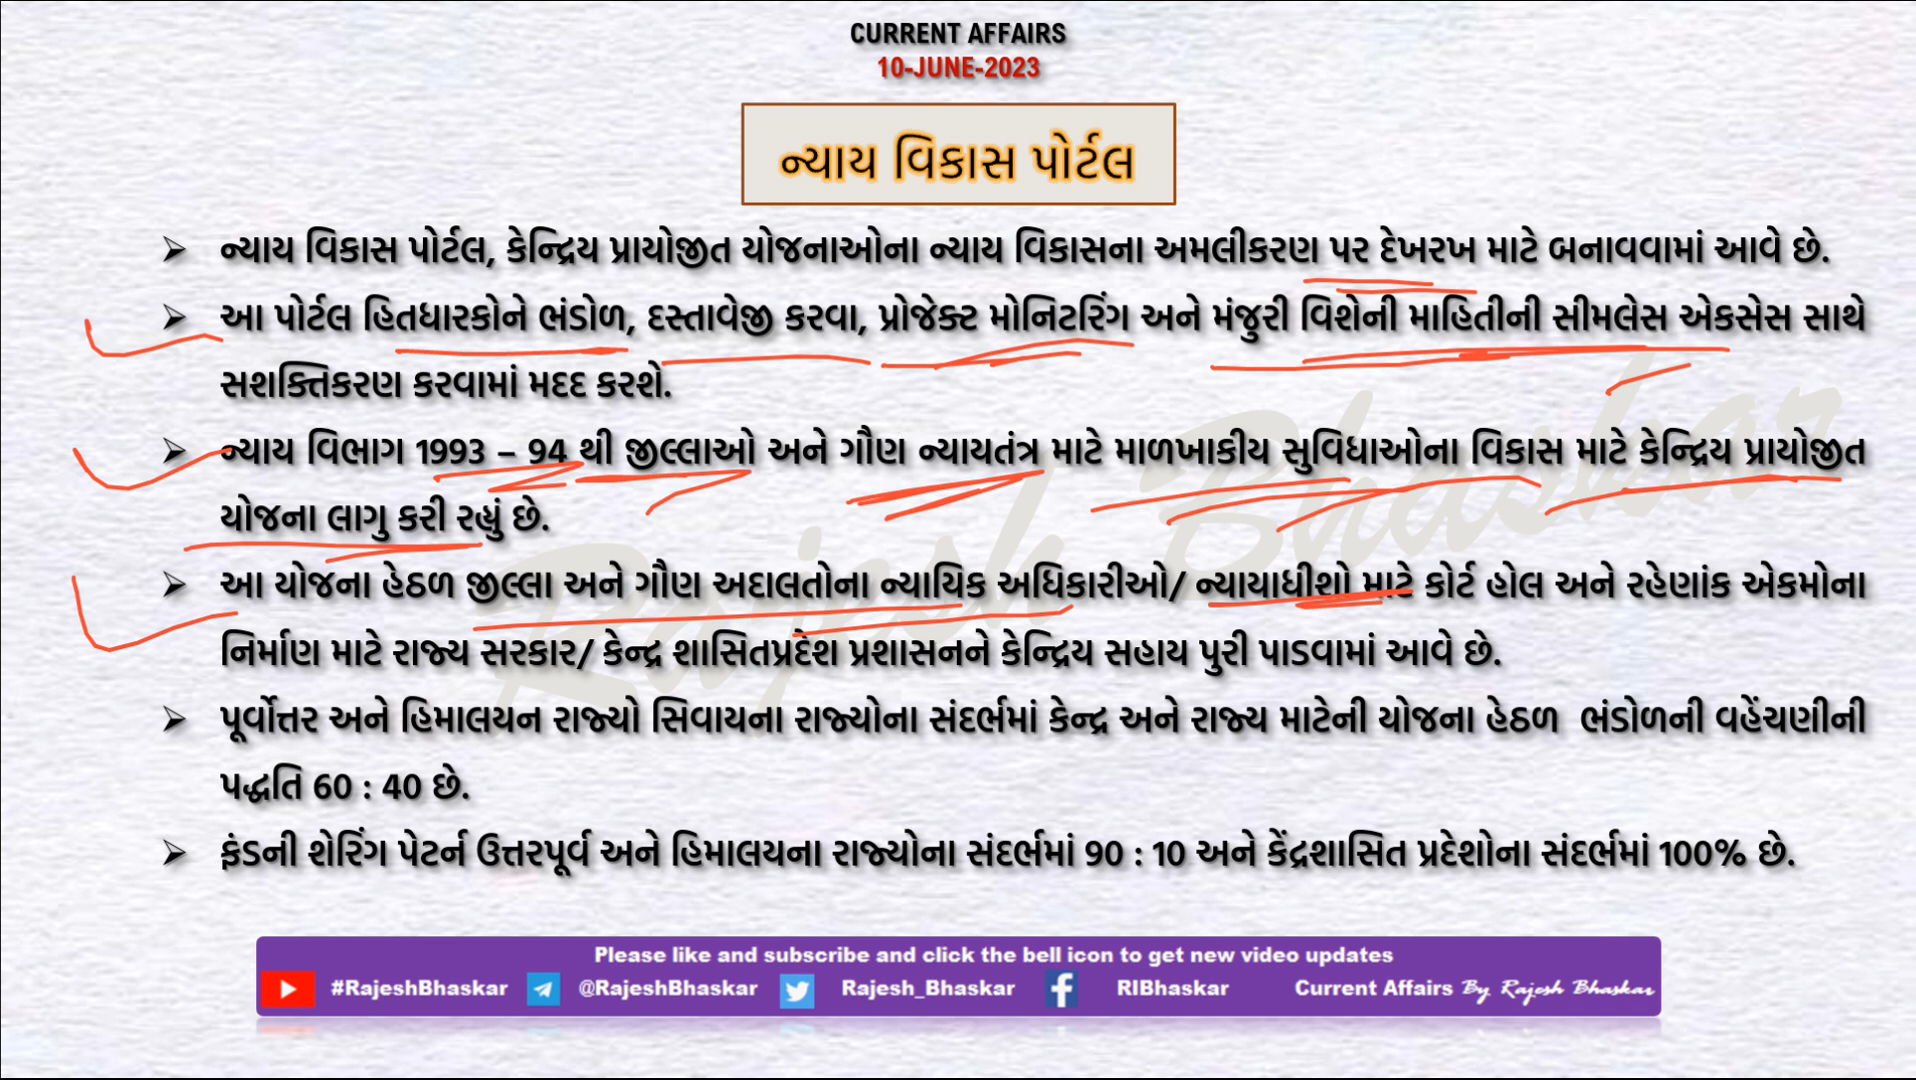 CURRENT AFFAIRS
10-JUNE-2023
ન્યાય વિકાસ પોર્ટલ
➢ ન્યાય વિકાસ પોર્ટલ, કેન્દ્રિય પ્રાયોજીત યોજનાઓના ન્યાય વિકાસના અમલીકરણ પર દેખરખ માટે બનાવવામાં આવે છે.
➢ આ પોર્ટલ હિતધારકોને ભંડોળ, દસ્તાવેજી કરવા, પ્રોજેક્ટ મોનિટરિંગ અને મંજુરી વિશેની માહિતીની સીમલેસ એકસેસ સાથે
સશક્તિકરણ કરવામાં મદદ કરશે.
➢ ન્યાય વિભાગ 1993 – 94 થી જીલ્લાઓ અને ગૌણ ન્યાયતંત્ર માટે માળખાકીય સુવિધાઓના વિકાસ માટે કેન્દ્રિય પ્રાયોજીત
યોજના લાગુ કરી રહ્યું છે.
➢ આ યોજના હેઠળ જીલ્લા અને ગૌણ અદાલતોના ન્યાયિક અધિકારીઓ/ ન્યાયાધીશો માટે કોર્ટ હોલ અને રહેણાંક એકમોના
નિર્માણ માટે રાજ્ય સરકાર/ કેન્દ્ર શાસિતપ્રદેશ પ્રશાસનને કેન્દ્રિય સહાય પુરી પાડવામાં આવે છે.
➢ પૂર્વોત્તર અને હિમાલયન રાજ્યો સિવાયના રાજ્યોના સંદર્ભમાં કેન્દ્ર અને રાજ્ય માટેની યોજના હેઠળ ભંડોળની વહેંચણીની
પદ્ધતિ 60 : 40 છે.
➢ ફંડની શેરિંગ પેટર્ન ઉત્તરપૂર્વ અને હિમાલયના રાજ્યોના સંદર્ભમાં 90 : 10 અને કેંદ્રશાસિત પ્રદેશોના સંદર્ભમાં 100% છે.
Rajesh Bhaskar
Please like and subscribe and click the bell icon to get new video updates
#RajeshBhaskar @RajeshBhaskar Rajesh_Bhaskar RIBhaskar Current Affairs By Rajesh Bhaskar